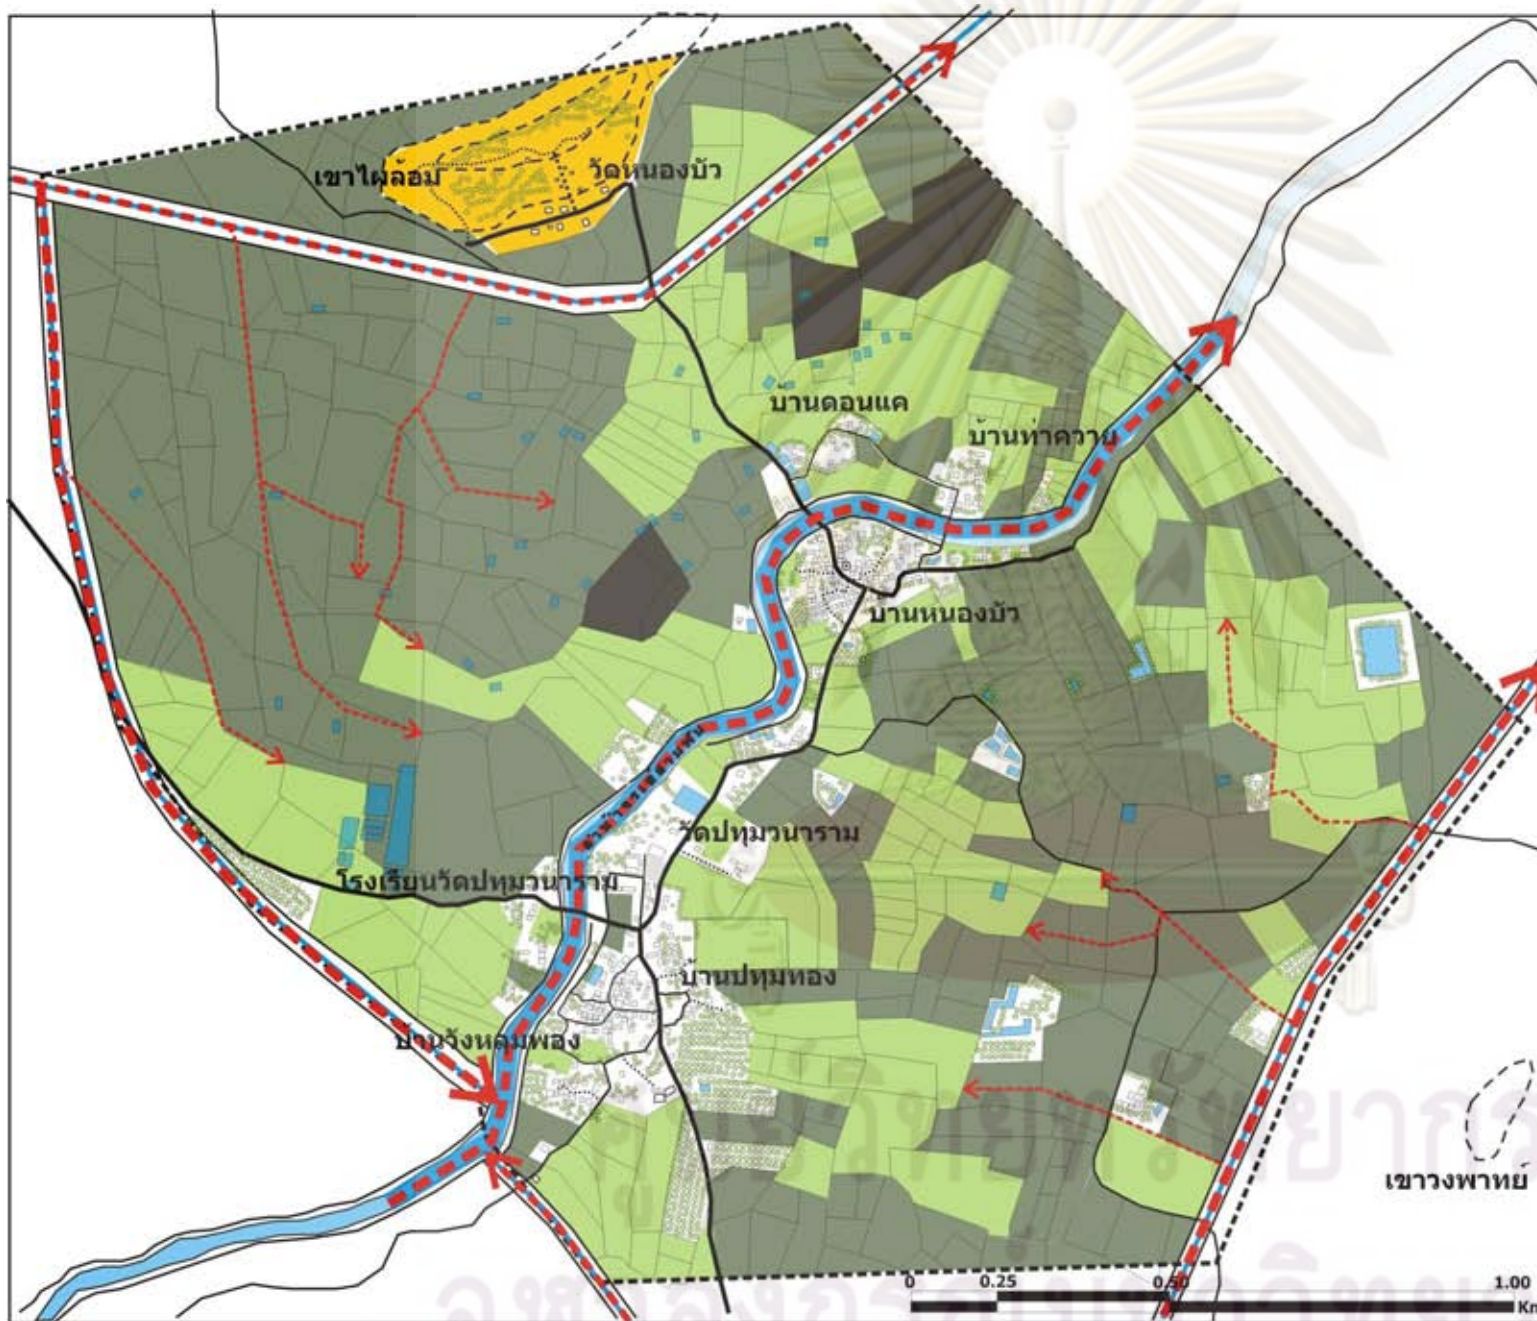 เขาไผ่ล้อม
วัดหนองบัว
บ้านดอนแค
บ้านท่าควาย
บ้านหนองบัว
วัดปทุมวนาราม
โรงเรียนวัดปทุมวนาราม
บ้านปทุมทอง
บ้านวังหลุมพอง
เขาวงพาทย์
0 0.25 0.50 1.00
Km